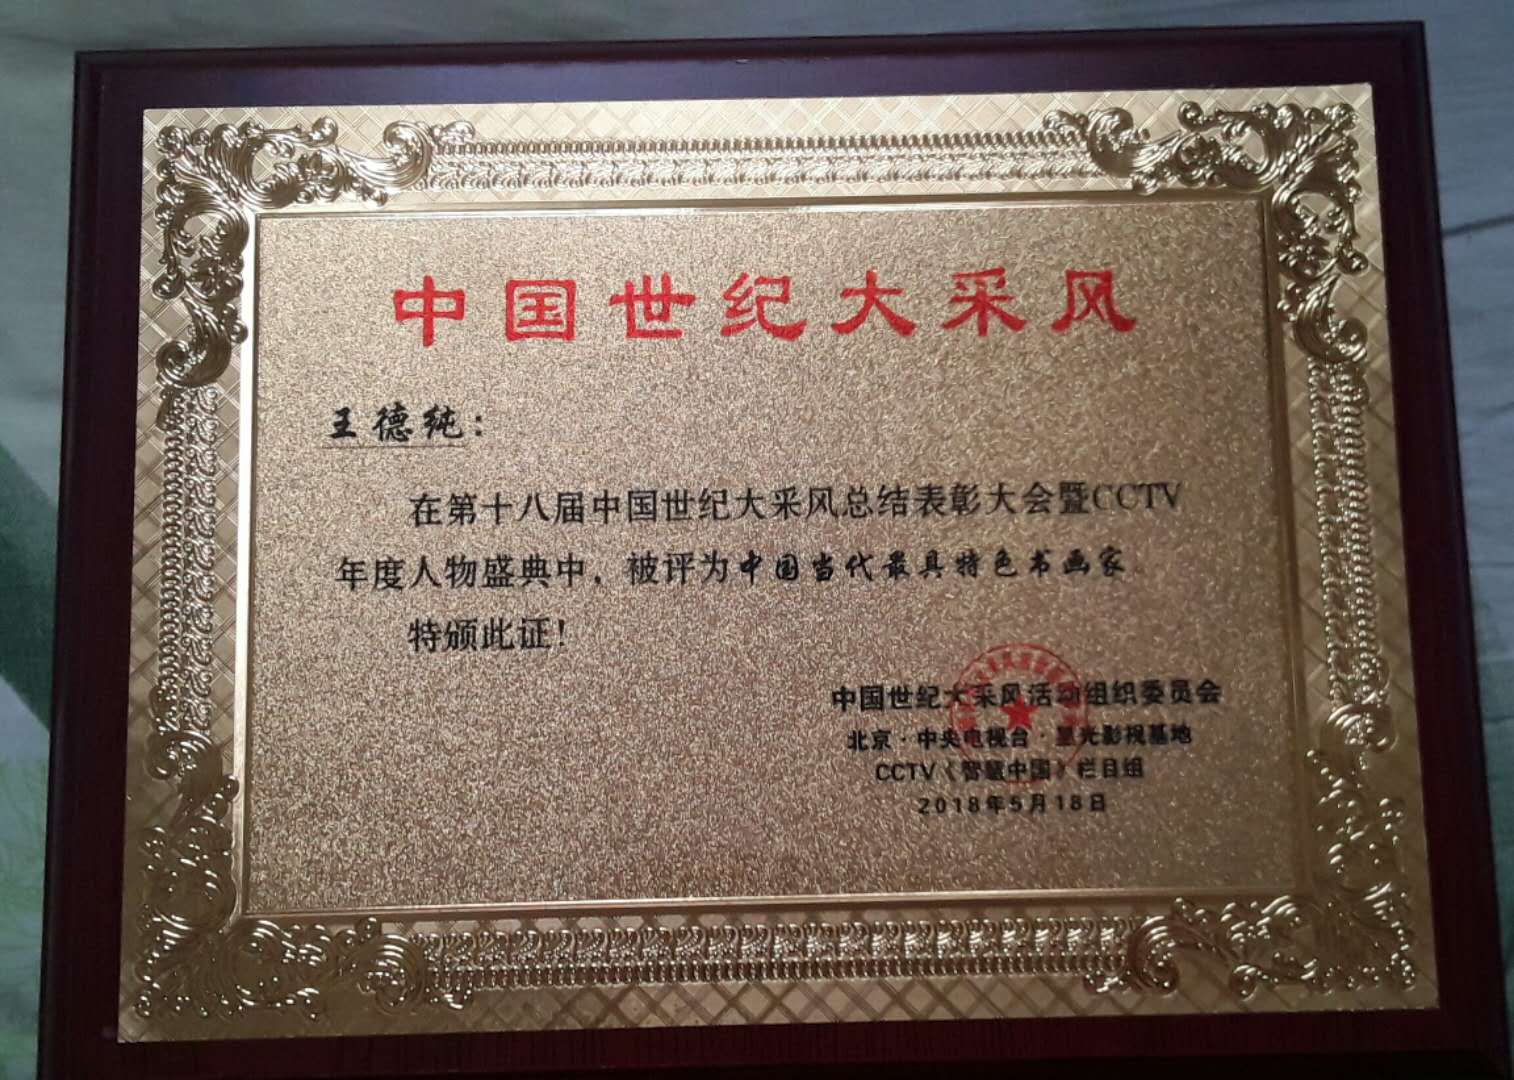 中国世纪大采风
王德纯：
在第十八届中国世纪大采风总结表彰大会暨CCTV
年度人物盛典中，被评为中国当代最具特色书画家
特颁此证！
中国世纪大采风活动组织委员会
北京·中央电视台·星光影视基地
CCTV《智慧中国》栏目组
2018年5月18日